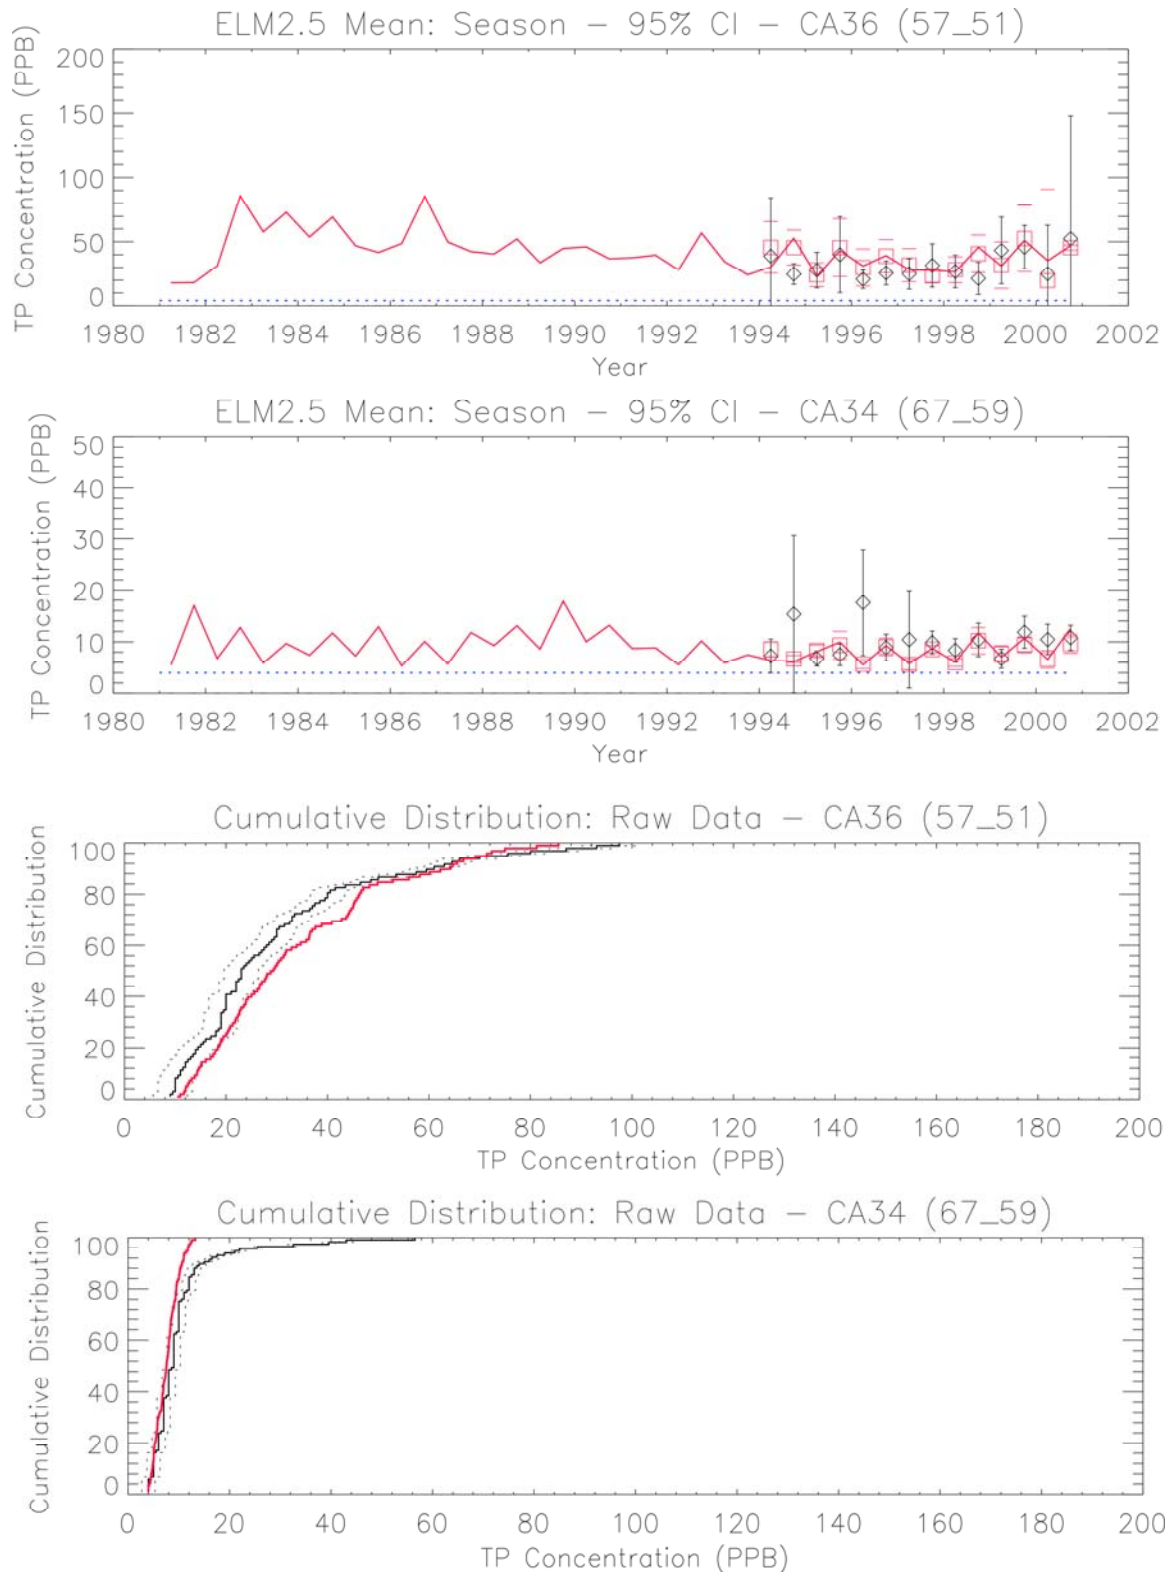 ELM2.5 Mean: Season – 95% CI – CA36 (57_51)
TP Concentration (PPB)
200
150
100
50
0
1980 1982 1984 1986 1988 1990 1992 1994 1996 1998 2000 2002
Year
ELM2.5 Mean: Season – 95% CI – CA34 (67_59)
TP Concentration (PPB)
50
40
30
20
10
0
1980 1982 1984 1986 1988 1990 1992 1994 1996 1998 2000 2002
Year
Cumulative Distribution: Raw Data – CA36 (57_51)
Cumulative Distribution
100
80
60
40
20
0
0 20 40 60 80 100 120 140 160 180 200
TP Concentration (PPB)
Cumulative Distribution: Raw Data – CA34 (67_59)
Cumulative Distribution
100
80
60
40
20
0
0 20 40 60 80 100 120 140 160 180 200
TP Concentration (PPB)